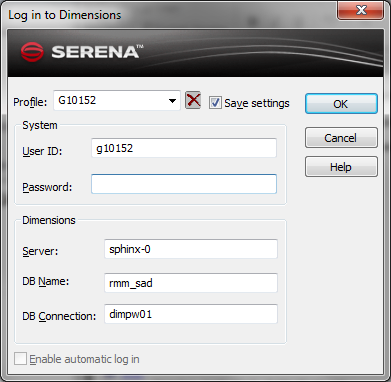 Log in to Dimensions
SERENA™
Profile: G10152 Save settings OK
System Cancel
User ID: g10152 Help
Password:
Dimensions
Server: sphinx-0
DB Name: rmm_sad
DB Connection: dimpw01
Enable automatic log in